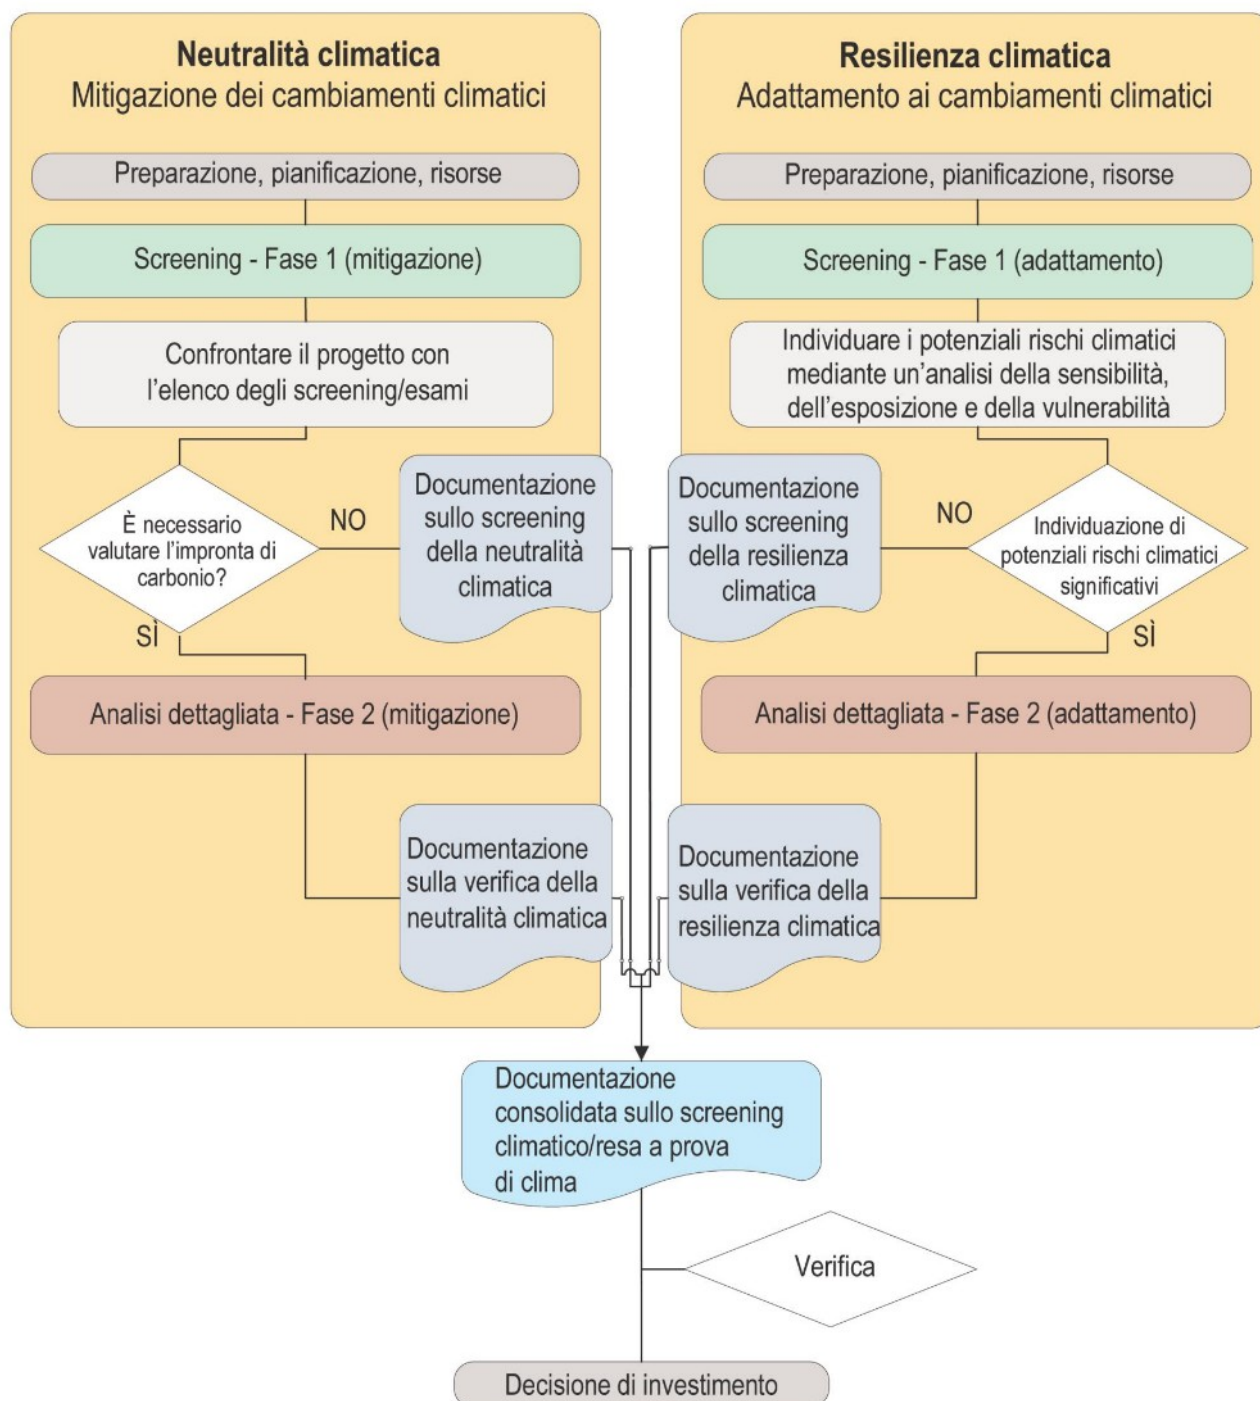 Neutralità climatica
Mitigazione dei cambiamenti climatici
Preparazione, pianificazione, risorse
Screening - Fase 1 (mitigazione)
Confrontare il progetto con
l'elenco degli screening/esami
È necessario
valutare l'impronta di
carbonio?
NO
SÌ
Documentazione
sullo screening
della neutralità
climatica
Analisi dettagliata - Fase 2 (mitigazione)
Documentazione
sulla verifica della
neutralità climatica
Resilienza climatica
Adattamento ai cambiamenti climatici
Preparazione, pianificazione, risorse
Screening - Fase 1 (adattamento)
Individuare i potenziali rischi climatici
mediante un'analisi della sensibilità,
dell'esposizione e della vulnerabilità
Documentazione
sullo screening
della resilienza
climatica
NO
Individuazione di
potenziali rischi climatici
significativi
SÌ
Analisi dettagliata - Fase 2 (adattamento)
Documentazione
sulla verifica della
resilienza climatica
Documentazione
consolidata sullo screening
climatico/resa a prova
di clima
Verifica
Decisione di investimento